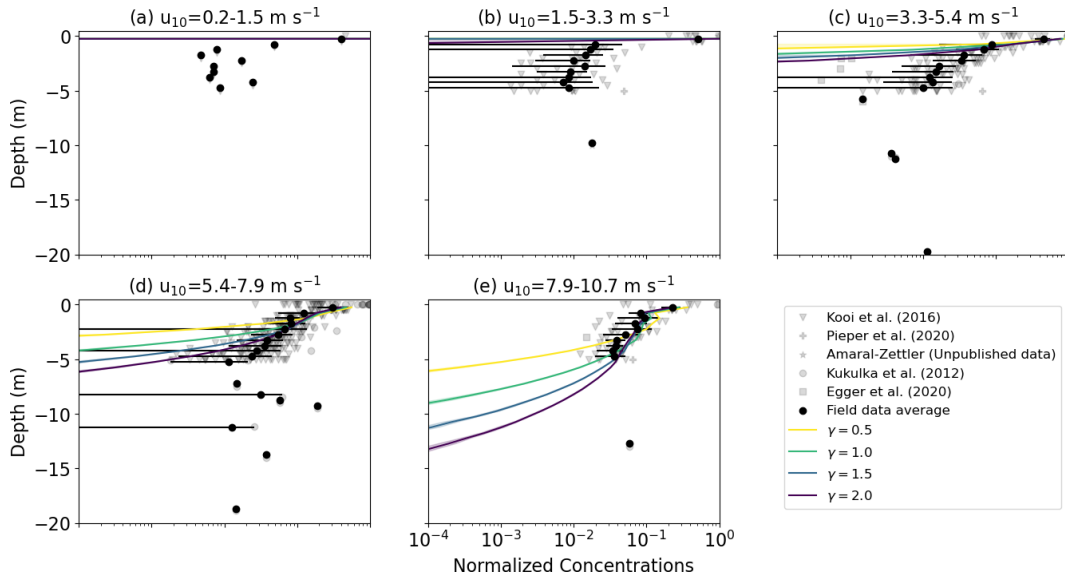 (a) u₁₀=0.2-1.5 m s⁻¹
(b) u₁₀=1.5-3.3 m s⁻¹
(c) u₁₀=3.3-5.4 m s⁻¹
0
−5
−10
−15
−20
Depth (m)
(d) u₁₀=5.4-7.9 m s⁻¹
(e) u₁₀=7.9-10.7 m s⁻¹
0
−5
−10
−15
−20
Depth (m)
10⁻⁴ 10⁻³ 10⁻² 10⁻¹ 10⁰
Normalized Concentrations
Kooi et al. (2016)
Pieper et al. (2020)
Amaral-Zettler (Unpublished data)
Kukulka et al. (2012)
Egger et al. (2020)
Field data average
γ = 0.5
γ = 1.0
γ = 1.5
γ = 2.0